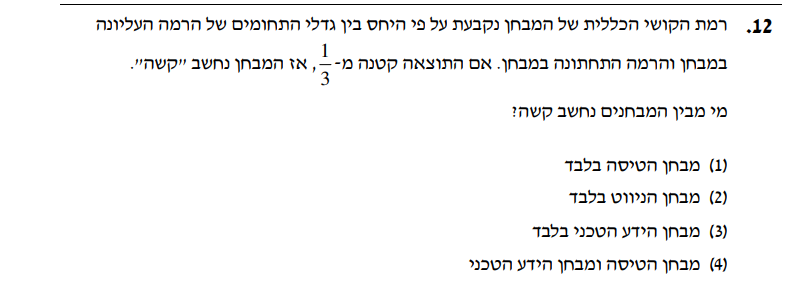 12. רמת הקושי הכללית של המבחן נקבעת על פי היחס בין גדלי התחומים של הרמה העליונה
במבחן והרמה התחתונה במבחן. אם התוצאה קטנה מ-1/3, אז המבחן נחשב "קשה".
מי מבין המבחנים נחשב קשה?
(1) מבחן הטיסה בלבד
(2) מבחן הניווט בלבד
(3) מבחן הידע הטכני בלבד
(4) מבחן הטיסה ומבחן הידע הטכני